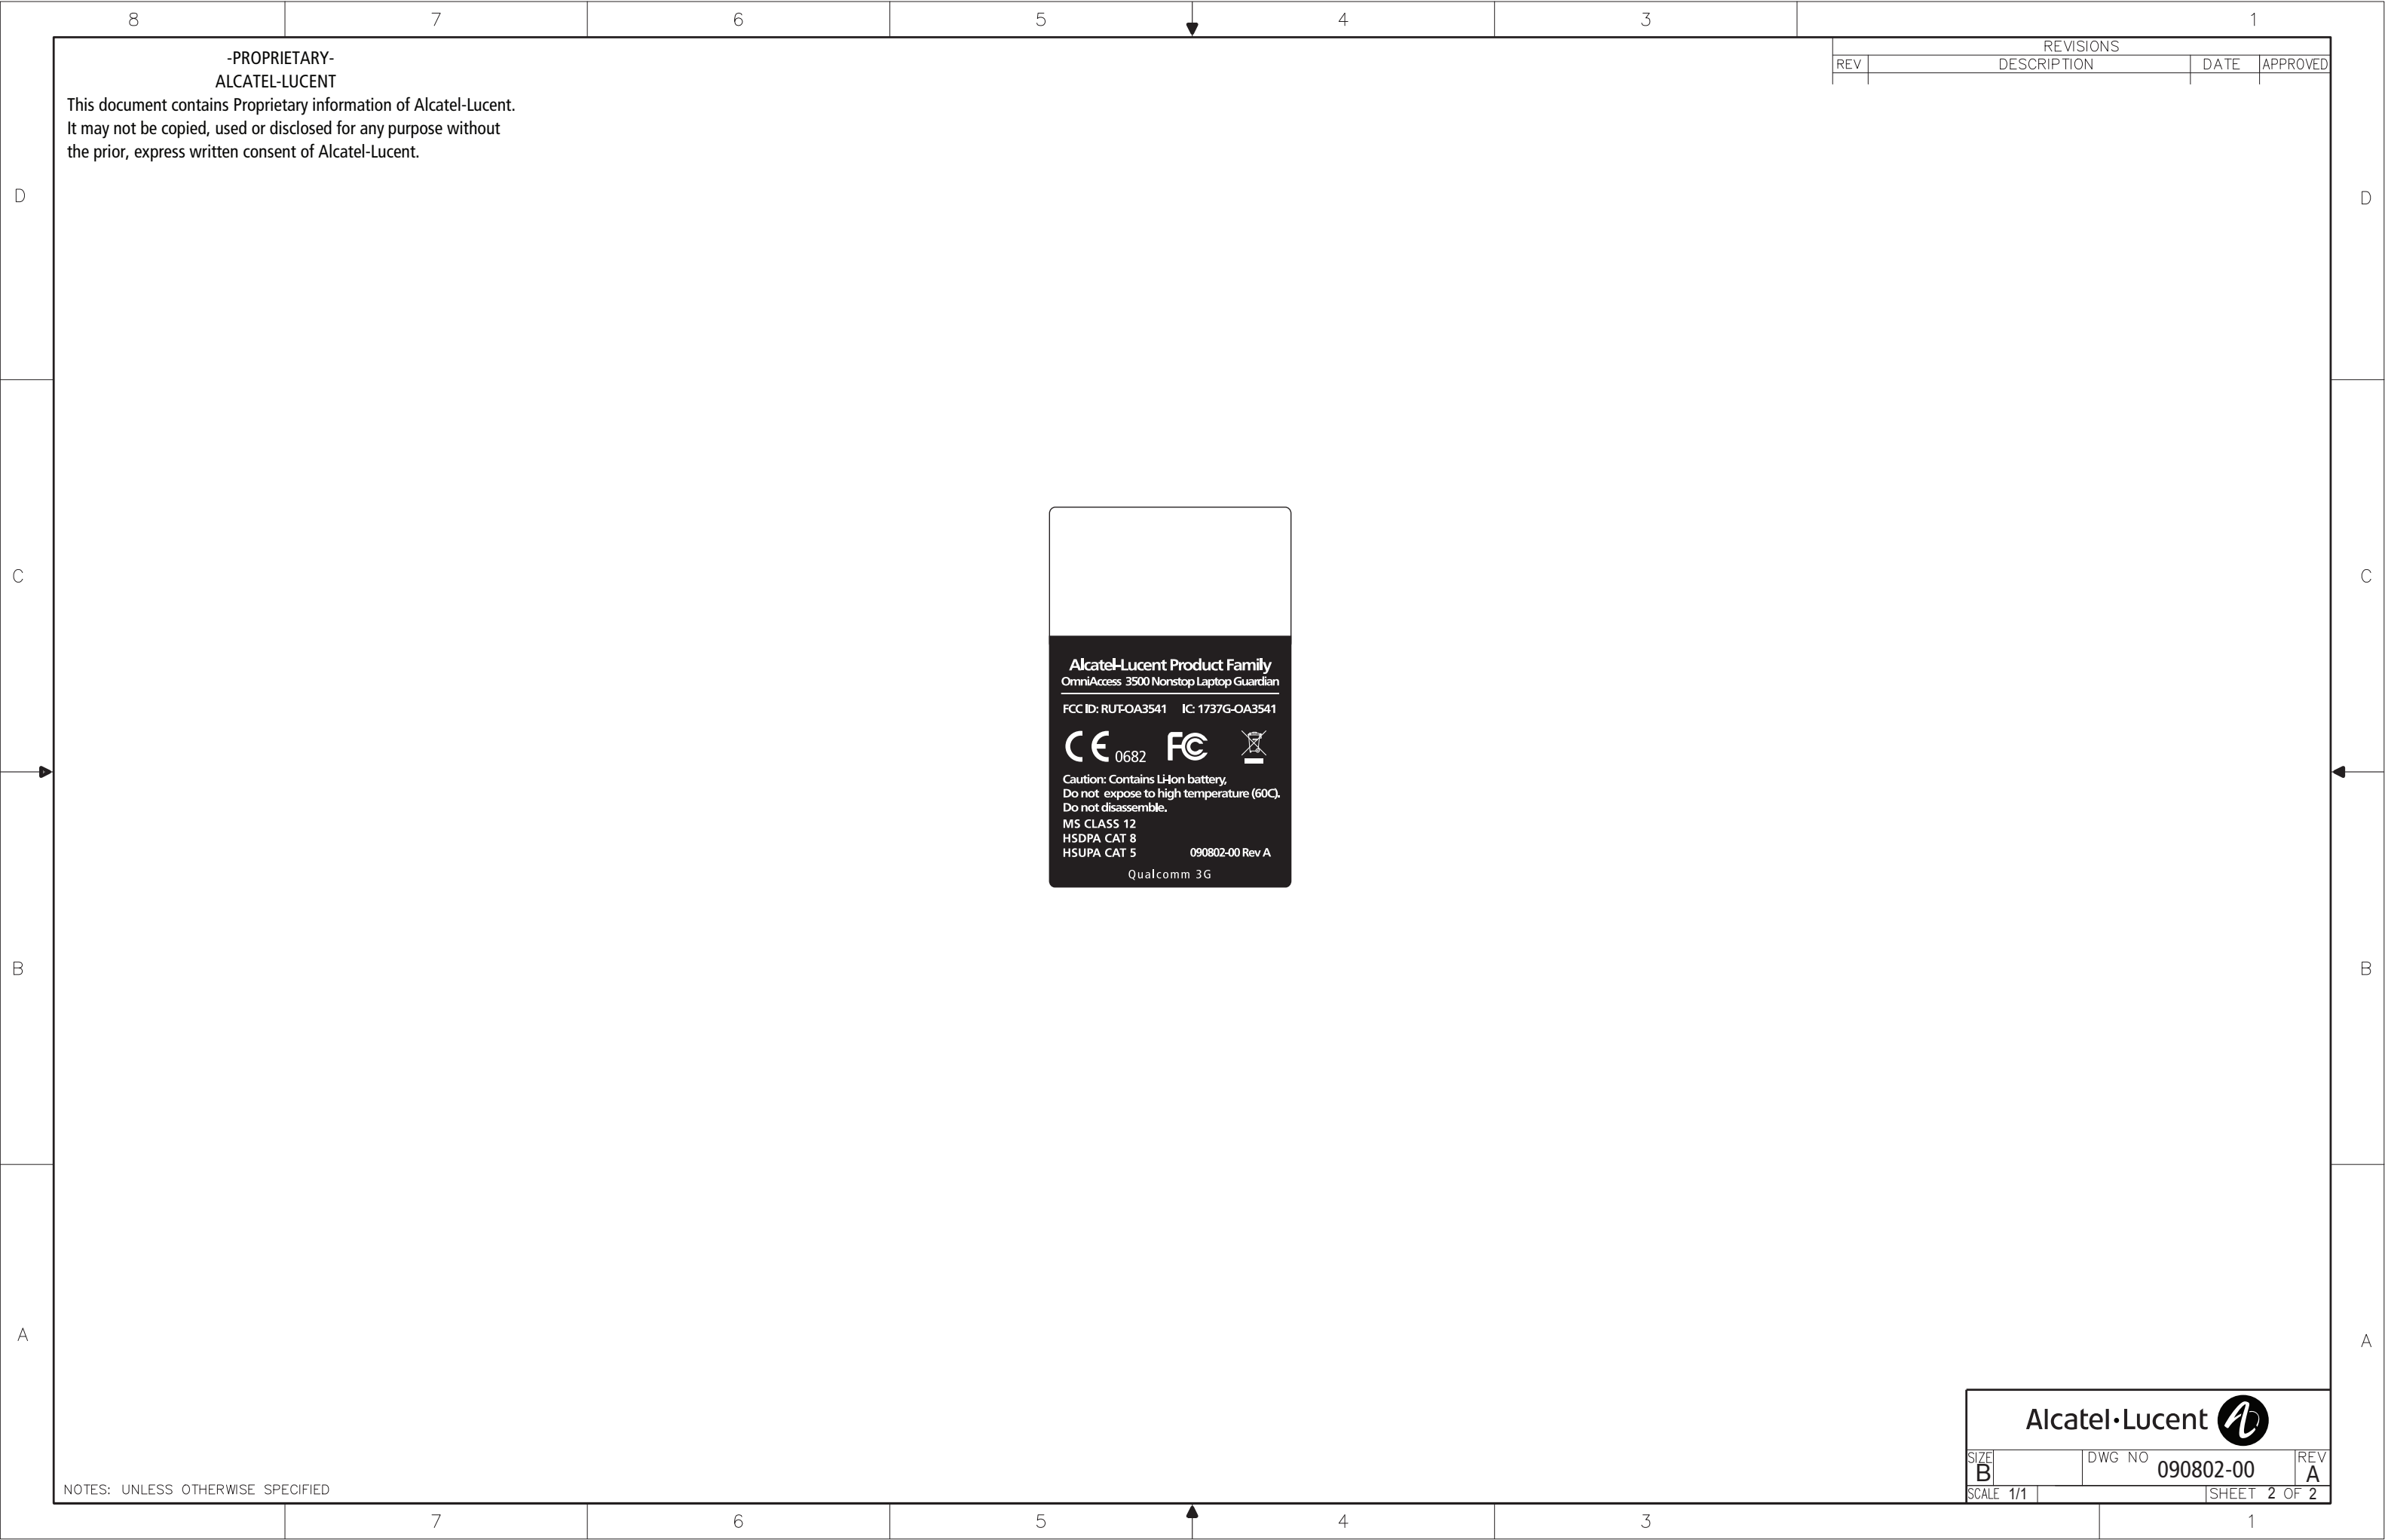 8 7 6 5 4 3 1
-PROPRIETARY-
ALCATEL-LUCENT
This document contains Proprietary information of Alcatel-Lucent.
It may not be copied, used or disclosed for any purpose without
the prior, express written consent of Alcatel-Lucent.
REVISIONS
REV DESCRIPTION DATE APPROVED
D D
C C
Alcatel-Lucent Product Family
OmniAccess 3500 Nonstop Laptop Guardian
FCC ID: RUT-OA3541 IC: 1737G-OA3541
CE 0682 FC
Caution: Contains Li-Ion battery,
Do not expose to high temperature (60C).
Do not disassemble.
MS CLASS 12
HSDPA CAT 8
HSUPA CAT 5 090802-00 Rev A
Qualcomm 3G
B B
A A
Alcatel·Lucent
SIZE B DWG NO 090802-00 REV A
SCALE 1/1 SHEET 2 OF 2
NOTES: UNLESS OTHERWISE SPECIFIED
7 6 5 4 3 1